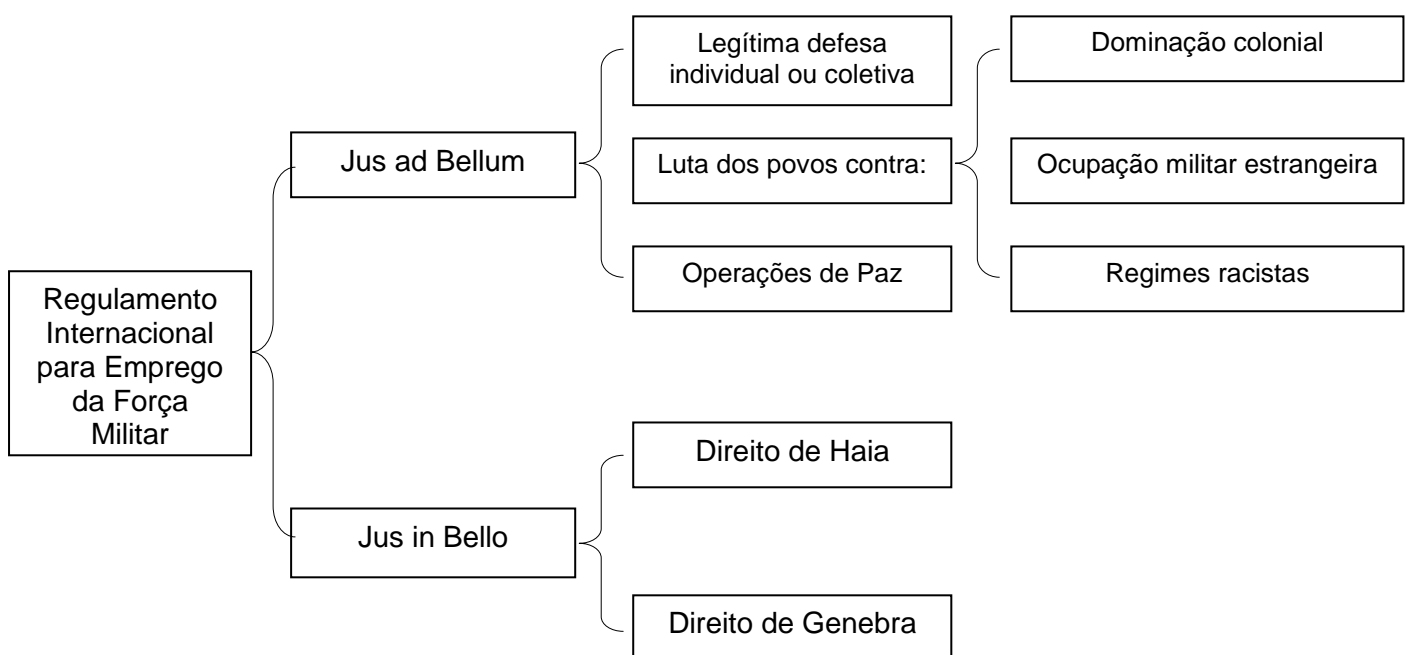 Regulamento
Internacional
para Emprego
da Força
Militar
Jus ad Bellum
Legítima defesa
individual ou coletiva
Luta dos povos contra:
Dominação colonial
Ocupação militar estrangeira
Regimes racistas
Operações de Paz
Jus in Bello
Direito de Haia
Direito de Genebra